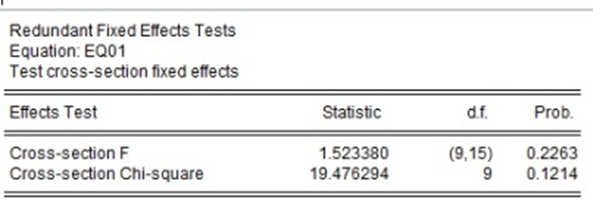 Redundant Fixed Effects Tests
Equation: EQ01
Test cross-section fixed effects
Effects Test Statistic d.f. Prob.
Cross-section F 1.523380 (9,15) 0.2263
Cross-section Chi-square 19.476294 9 0.1214